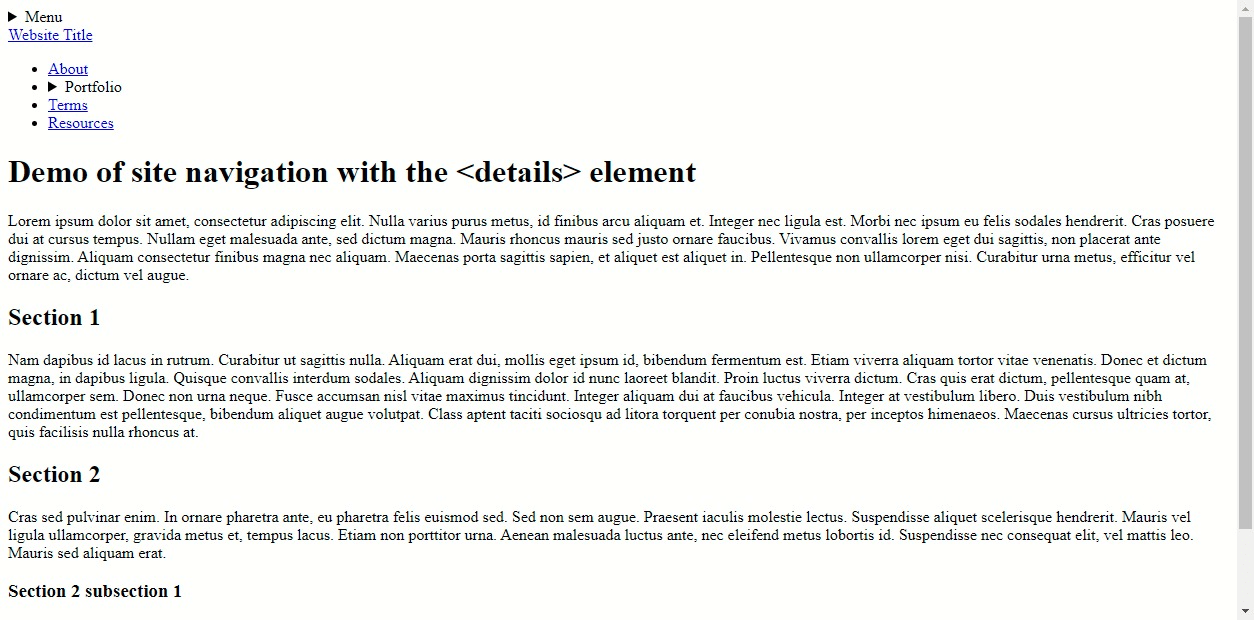 Menu
Website Title
About
Portfolio
Terms
Resources
Demo of site navigation with the <details> element
Lorem ipsum dolor sit amet, consectetur adipiscing elit. Nulla varius purus metus, id finibus arcu aliquam et. Integer nec ligula est. Morbi nec ipsum eu felis sodales hendrerit. Cras posuere
dui at cursus tempus. Nullam eget malesuada ante, sed dictum magna. Mauris rhoncus mauris sed justo ornare faucibus. Vivamus convallis lorem eget dui sagittis, non placerat ante
dignissim. Aliquam consectetur finibus magna nec aliquam. Maecenas porta sagittis sapien, et aliquet est aliquet in. Pellentesque non ullamcorper nisi. Curabitur urna metus, efficitur vel
ornare ac, dictum vel augue.
Section 1
Nam dapibus id lacus in rutrum. Curabitur ut sagittis nulla. Aliquam erat dui, mollis eget ipsum id, bibendum fermentum est. Etiam viverra aliquam tortor vitae venenatis. Donec et dictum
magna, in dapibus ligula. Quisque convallis interdum sodales. Aliquam dignissim dolor id nunc laoreet blandit. Proin luctus viverra dictum. Cras quis erat dictum, pellentesque quam at,
ullamcorper sem. Donec non urna neque. Fusce accumsan nisl vitae maximus tincidunt. Integer aliquam dui at faucibus vehicula. Integer at vestibulum libero. Duis vestibulum nibh
condimentum est pellentesque, bibendum aliquet augue volutpat. Class aptent taciti sociosqu ad litora torquent per conubia nostra, per inceptos himenaeos. Maecenas cursus ultricies tortor,
quis facilisis nulla rhoncus at.
Section 2
Cras sed pulvinar enim. In ornare pharetra ante, eu pharetra felis euismod sed. Sed non sem augue. Praesent iaculis molestie lectus. Suspendisse aliquet scelerisque hendrerit. Mauris vel
ligula ullamcorper, gravida metus et, tempus lacus. Etiam non porttitor urna. Aenean malesuada luctus ante, nec eleifend metus lobortis id. Suspendisse nec consequat elit, vel mattis leo.
Mauris sed aliquam erat.
Section 2 subsection 1